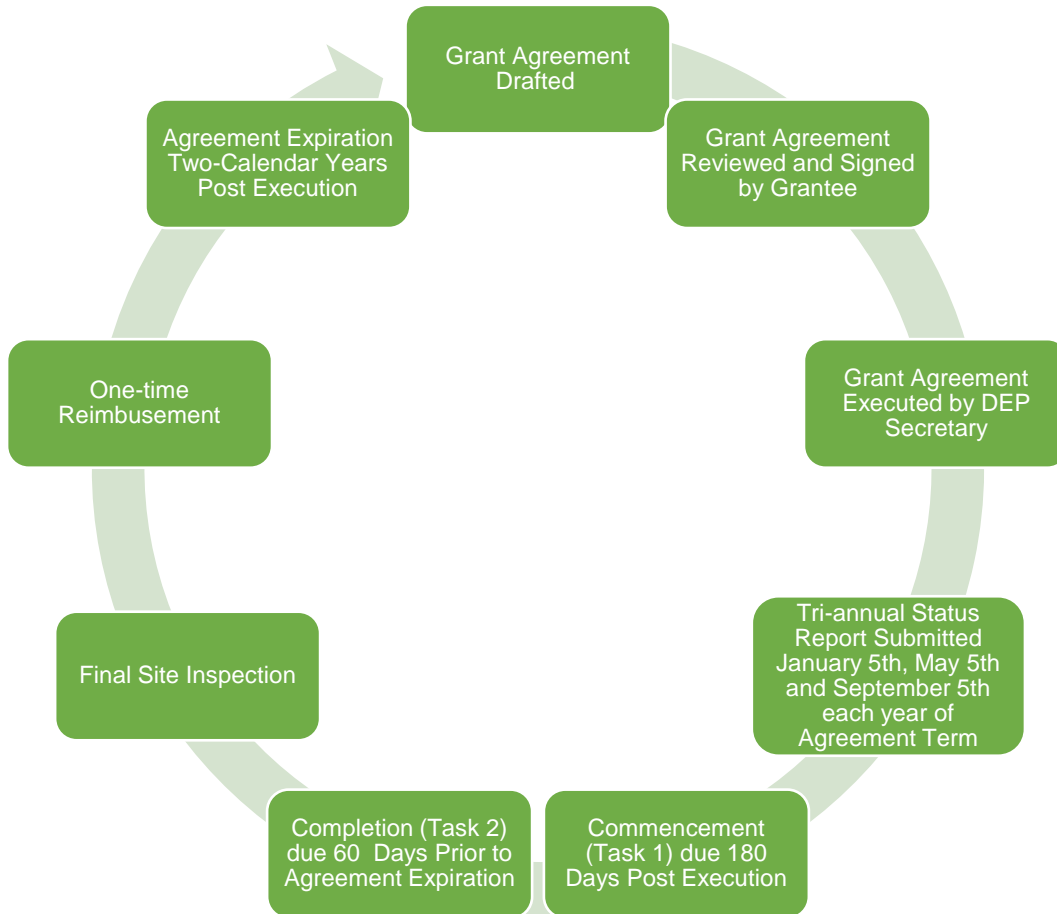 Grant Agreement
Drafted
Grant Agreement
Reviewed and Signed
by Grantee
Grant Agreement
Executed by DEP
Secretary
Tri-annual Status
Report Submitted
January 5th, May 5th
and September 5th
each year of
Agreement Term
Commencement
(Task 1) due 180
Days Post Execution
Completion (Task 2)
due 60 Days Prior to
Agreement Expiration
Final Site Inspection
One-time
Reimbusement
Agreement Expiration
Two-Calendar Years
Post Execution